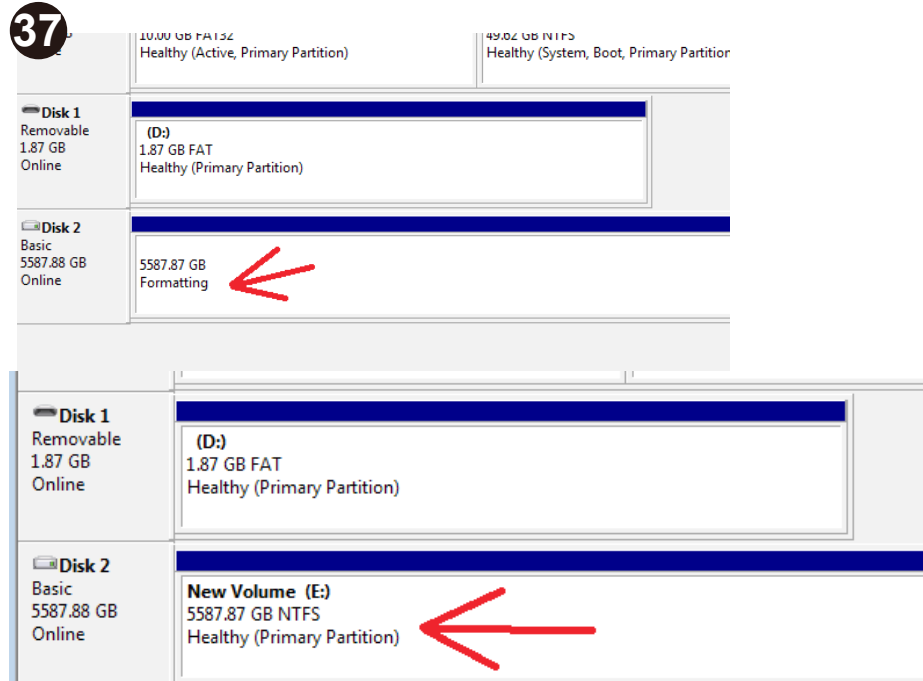 37
10.00 GB FAT32
Healthy (Active, Primary Partition)
49.62 GB NTFS
Healthy (System, Boot, Primary Partition
Disk 1
Removable
1.87 GB
Online
(D:)
1.87 GB FAT
Healthy (Primary Partition)
Disk 2
Basic
5587.88 GB
Online
5587.87 GB
Formatting
Disk 1
Removable
1.87 GB
Online
(D:)
1.87 GB FAT
Healthy (Primary Partition)
Disk 2
Basic
5587.88 GB
Online
New Volume (E:)
5587.87 GB NTFS
Healthy (Primary Partition)